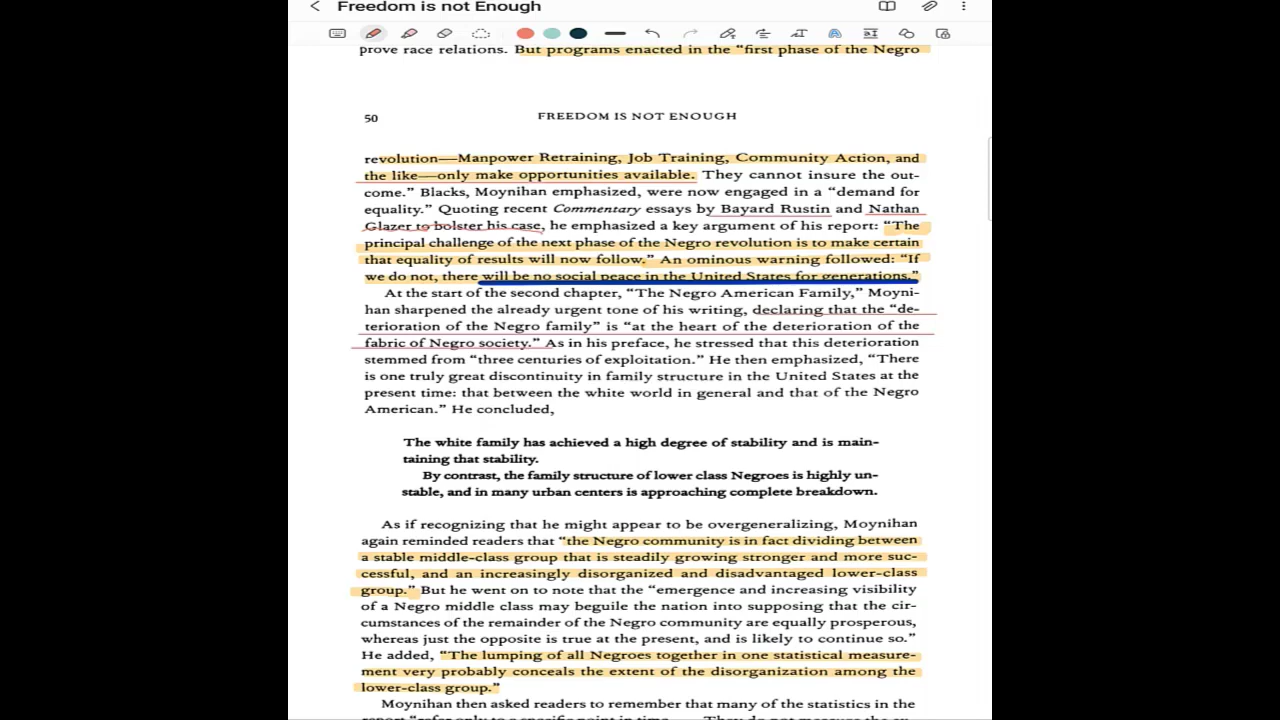 Freedom is not Enough
prove race relations. But programs enacted in the “first phase of the Negro
50
FREEDOM IS NOT ENOUGH
revolution—Manpower Retraining, Job Training, Community Action, and
the like—only make opportunities available. They cannot insure the out-
come.” Blacks, Moynihan emphasized, were now engaged in a “demand for
equality.” Quoting recent Commentary essays by Bayard Rustin and Nathan
Glazer to bolster his case, he emphasized a key argument of his report: “The
principal challenge of the next phase of the Negro revolution is to make certain
that equality of results will now follow.” An ominous warning followed: “If
we do not, there will be no social peace in the United States for generations.”
At the start of the second chapter, “The Negro American Family,” Moyni-
han sharpened the already urgent tone of his writing, declaring that the “de-
terioration of the Negro family” is “at the heart of the deterioration of the
fabric of Negro society.” As in his preface, he stressed that this deterioration
stemmed from “three centuries of exploitation.” He then emphasized, “There
is one truly great discontinuity in family structure in the United States at the
present time: that between the white world in general and that of the Negro
American.” He concluded,
The white family has achieved a high degree of stability and is main-
taining that stability.
By contrast, the family structure of lower class Negroes is highly un-
stable, and in many urban centers is approaching complete breakdown.
As if recognizing that he might appear to be overgeneralizing, Moynihan
again reminded readers that “the Negro community is in fact dividing between
a stable middle-class group that is steadily growing stronger and more suc-
cessful, and an increasingly disorganized and disadvantaged lower-class
group.” But he went on to note that the “emergence and increasing visibility
of a Negro middle class may beguile the nation into supposing that the cir-
cumstances of the remainder of the Negro community are equally prosperous,
whereas just the opposite is true at the present, and is likely to continue so.”
He added, “The lumping of all Negroes together in one statistical measure-
ment very probably conceals the extent of the disorganization among the
lower-class group.”
Moynihan then asked readers to remember that many of the statistics in the
report “refer only to a specific point in time